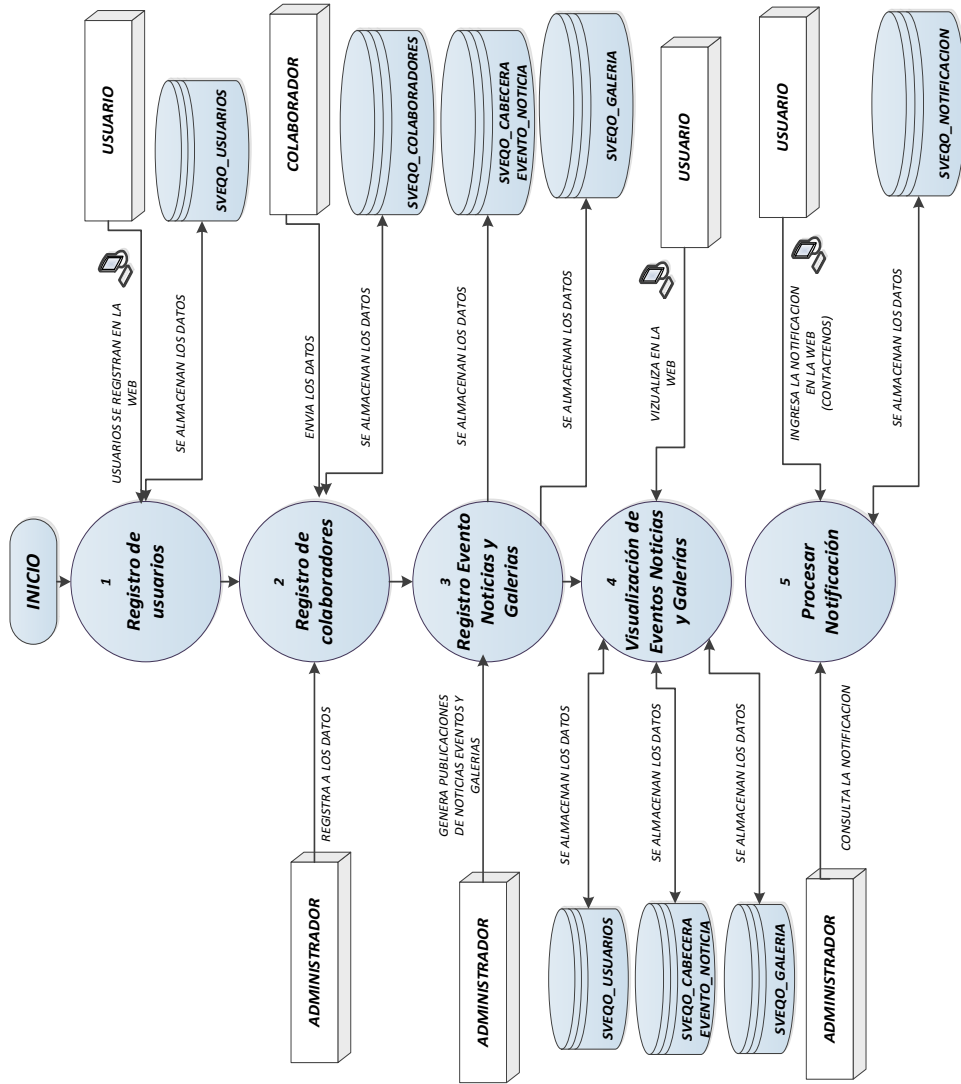 INICIO
1
Registro de
usuarios
USUARIOS SE REGISTRAN EN LA
WEB
USUARIO
SE ALMACENAN LOS DATOS
SVEQO_USUARIOS
2
Registro de
colaboradores
ENVIA LOS DATOS
COLABORADOR
SE ALMACENAN LOS DATOS
SVEQO_COLABORADORES
REGISTRA A LOS DATOS
ADMINISTRADOR
3
Registro Evento
Noticias y
Galerias
SE ALMACENAN LOS DATOS
SVEQO_CABECERA
EVENTO_NOTICIA
SE ALMACENAN LOS DATOS
SVEQO_GALERIA
GENERA PUBLICACIONES
DE NOTICIAS EVENTOS Y
GALERIAS
ADMINISTRADOR
4
Visualización de
Eventos Noticias
y Galerías
VIZUALIZA EN LA
WEB
USUARIO
SE ALMACENAN LOS DATOS
SVEQO_USUARIOS
SE ALMACENAN LOS DATOS
SVEQO_CABECERA
EVENTO_NOTICIA
SE ALMACENAN LOS DATOS
SVEQO_GALERIA
5
Procesar
Notificación
INGRESA LA NOTIFICACION
EN LA WEB
(CONTACTENOS)
USUARIO
SE ALMACENAN LOS DATOS
SVEQO_NOTIFICACION
CONSULTA LA NOTIFICACION
ADMINISTRADOR